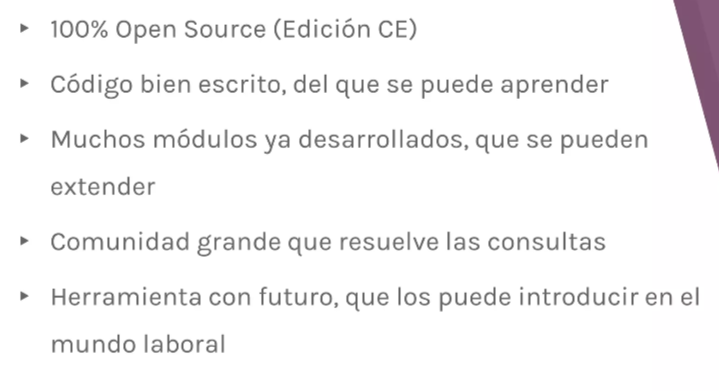 ▸ 100% Open Source (Edición CE)
▸ Código bien escrito, del que se puede aprender
▸ Muchos módulos ya desarrollados, que se pueden
extender
▸ Comunidad grande que resuelve las consultas
▸ Herramienta con futuro, que los puede introducir en el
mundo laboral